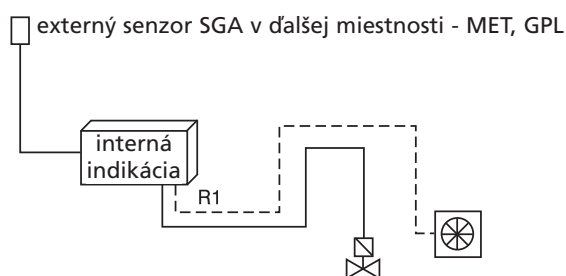 externý senzor SGA v ďalšej miestnosti - MET, GPL
interná
indikácia
R1